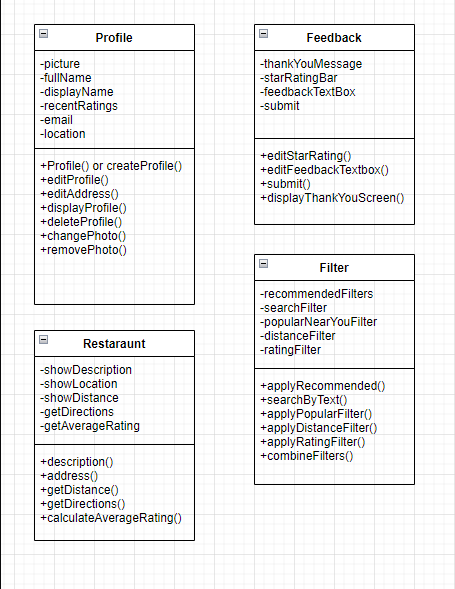 Profile
-picture
-fullName
-displayName
-recentRatings
-email
-location
+Profile() or createProfile()
+editProfile()
+editAddress()
+displayProfile()
+deleteProfile()
+changePhoto()
+removePhoto()
Feedback
-thankYouMessage
-starRatingBar
-feedbackTextBox
-submit
+editStarRating()
+editFeedbackTextbox()
+submit()
+displayThankYouScreen()
Restaraunt
-showDescription
-showLocation
-showDistance
-getDirections
-getAverageRating
+description()
+address()
+getDistance()
+getDirections()
+calculateAverageRating()
Filter
-recommendedFilters
-searchFilter
-popularNearYouFilter
-distanceFilter
-ratingFilter
+applyRecommended()
+searchByText()
+applyPopularFilter()
+applyDistanceFilter()
+applyRatingFilter()
+combineFilters()